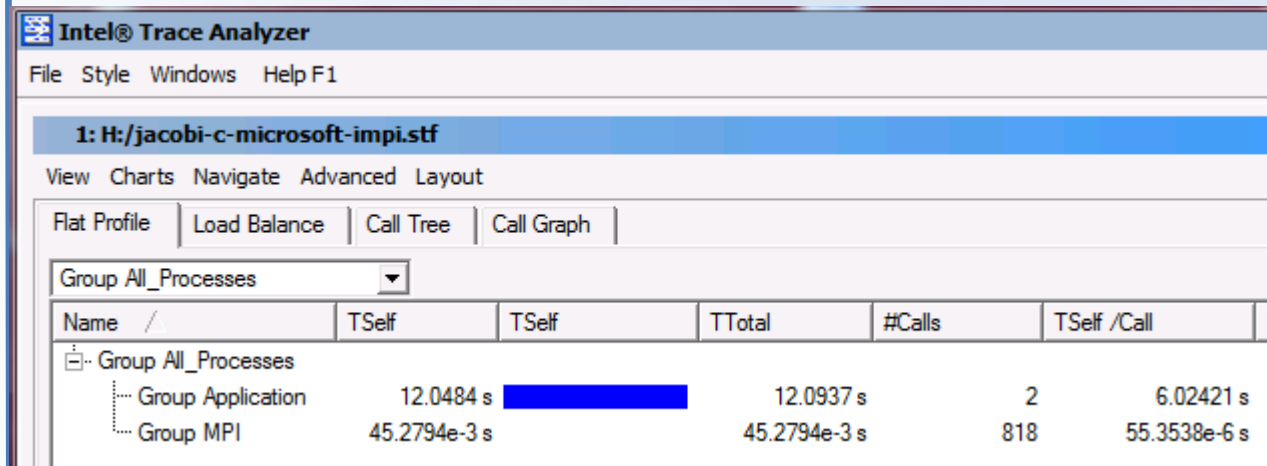 Intel® Trace Analyzer
File Style Windows Help F1
1: H:/jacobi-c-microsoft-impi.stf
View Charts Navigate Advanced Layout
Flat Profile Load Balance Call Tree Call Graph
Group All_Processes
Name TSelf TSelf TTotal #Calls TSelf /Call
Group All_Processes
Group Application 12.0484 s 12.0937 s 2 6.02421 s
Group MPI 45.2794e-3 s 45.2794e-3 s 818 55.3538e-6 s